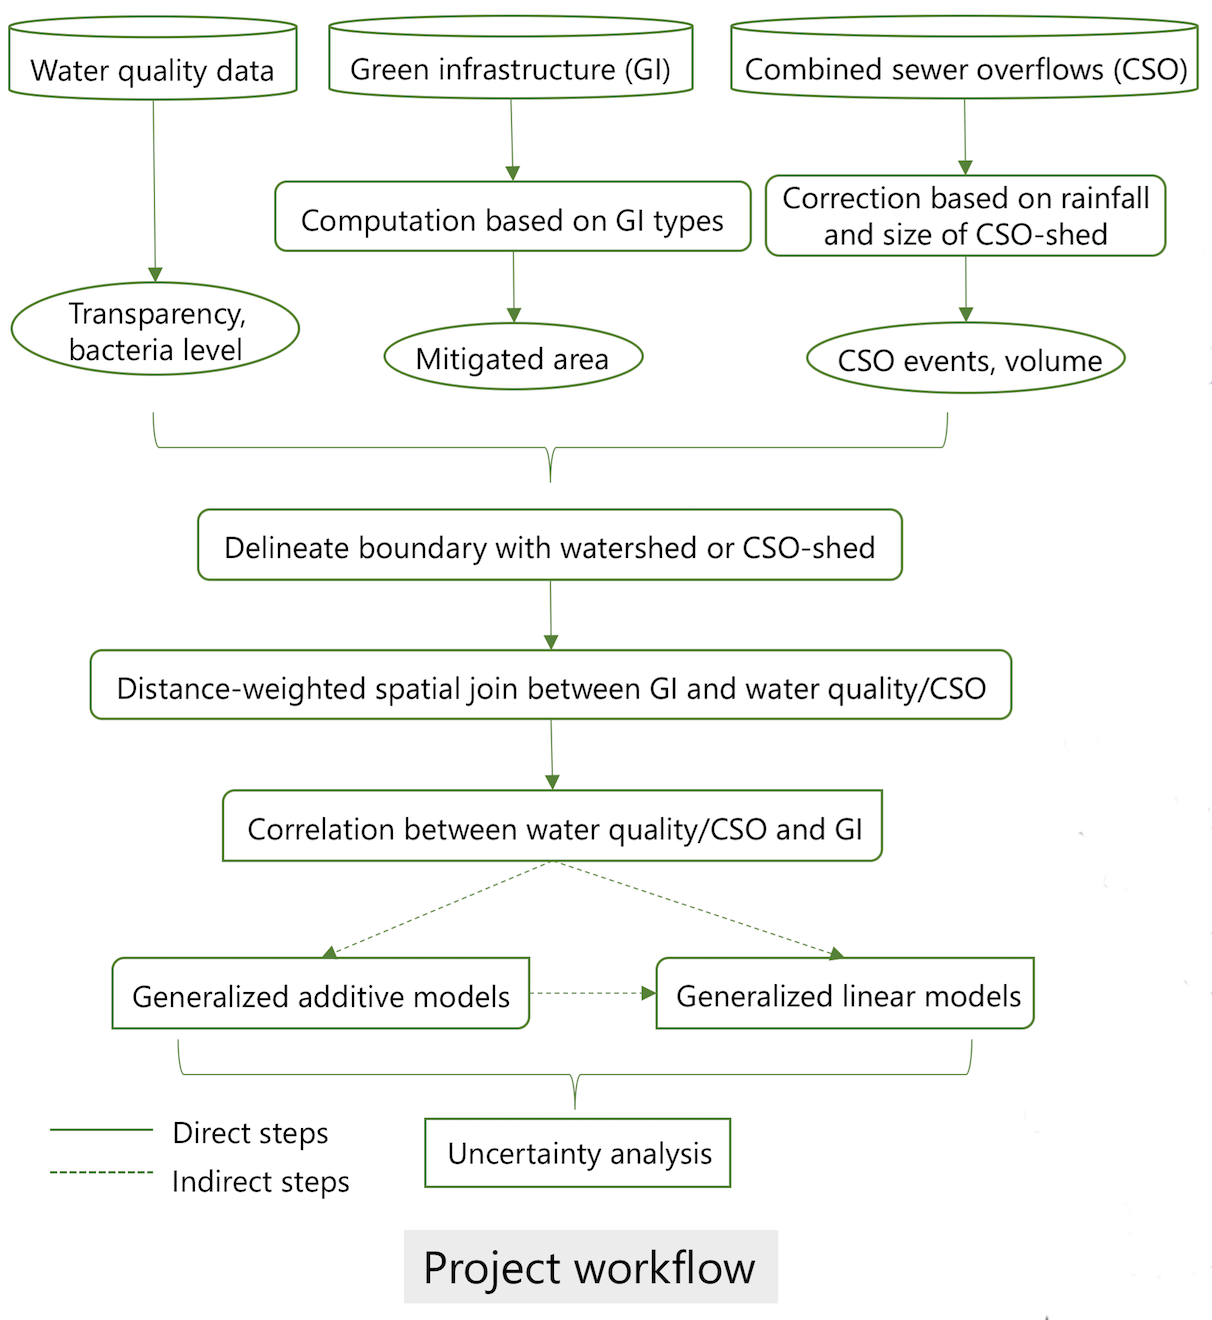 Water quality data
Green infrastructure (GI)
Combined sewer overflows (CSO)
Computation based on GI types
Correction based on rainfall
and size of CSO-shed
Transparency,
bacteria level
Mitigated area
CSO events, volume
Delineate boundary with watershed or CSO-shed
Distance-weighted spatial join between GI and water quality/CSO
Correlation between water quality/CSO and GI
Generalized additive models
Generalized linear models
Direct steps
Indirect steps
Uncertainty analysis
Project workflow